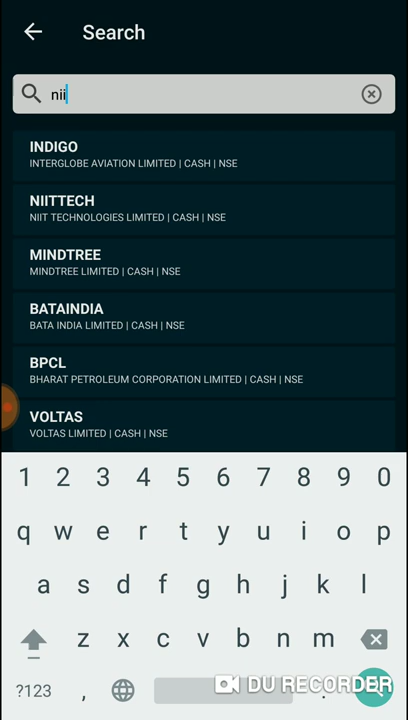 Search
nii
INDIGO
INTERGLOBE AVIATION LIMITED | CASH | NSE
NIITTECH
NIIT TECHNOLOGIES LIMITED | CASH | NSE
MINDTREE
MINDTREE LIMITED | CASH | NSE
BATAINDIA
BATA INDIA LIMITED | CASH | NSE
BPCL
BHARAT PETROLEUM CORPORATION LIMITED | CASH | NSE
VOLTAS
VOLTAS LIMITED | CASH | NSE
1 2 3 4 5 6 7 8 9 0
q w e r t y u i o p
a s d f g h j k l
z x c v b n m
?123 , .
DU RECORDER